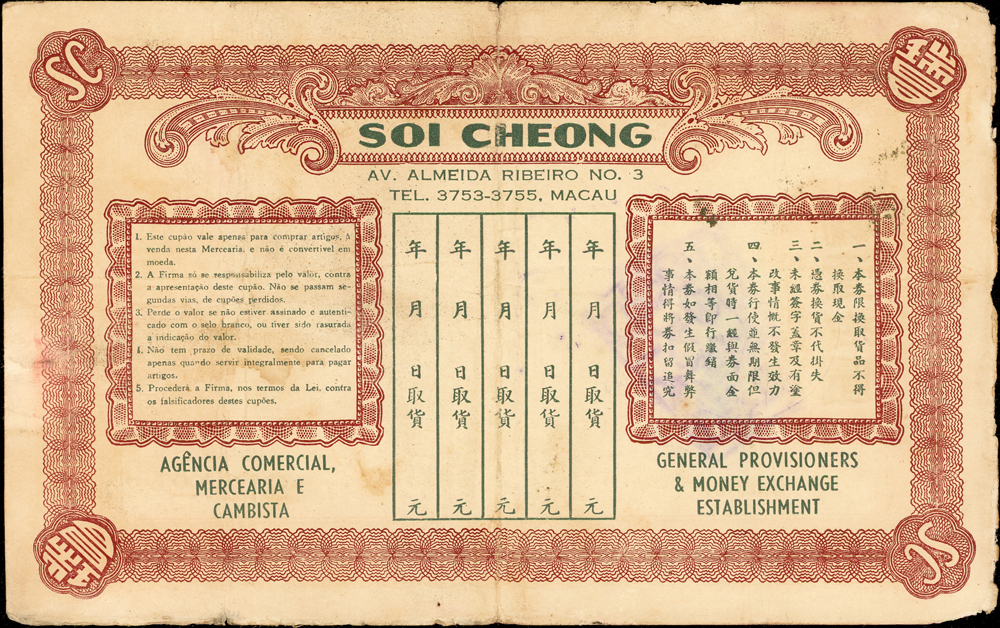 SOI CHEONG
AV. ALMEIDA RIBEIRO NO. 3
TEL. 3753-3755, MACAU
1. Este cupão vale apenas para comprar artigos, à
venda nesta Mercearia, e não é convertível em
moeda.
2. A Firma só se responsabiliza pelo valor, contra
a apresentação deste cupão. Não se passam se-
gundas vias, de cupões perdidos.
3. Perde o valor se não estiver assinado e autenti-
cado com o selo branco, ou tiver sido rasurada
a indicação do valor.
4. Não tem prazo de validade, sendo cancelado
apenas quando servir integralmente para pagar
artigos.
5. Procederá a Firma, nos termos da Lei, contra
os falsificadores destes cupões.
AGÊNCIA COMERCIAL,
MERCEARIA E
CAMBISTA
年 月 日取貨 元
年 月 日取貨 元
年 月 日取貨 元
年 月 日取貨 元
年 月 日取貨 元
一、本券限換取貨品不得
換取現金
二、憑券換貨不代掛失
三、未經簽字蓋章及有塗
改事情概不發生效力
四、本券行使並無期限但
兌貨時一經與券面金
額相等即行繳銷
五、本券如發生假冒舞弊
事情得將券扣留追究
GENERAL PROVISIONERS
& MONEY EXCHANGE
ESTABLISHMENT